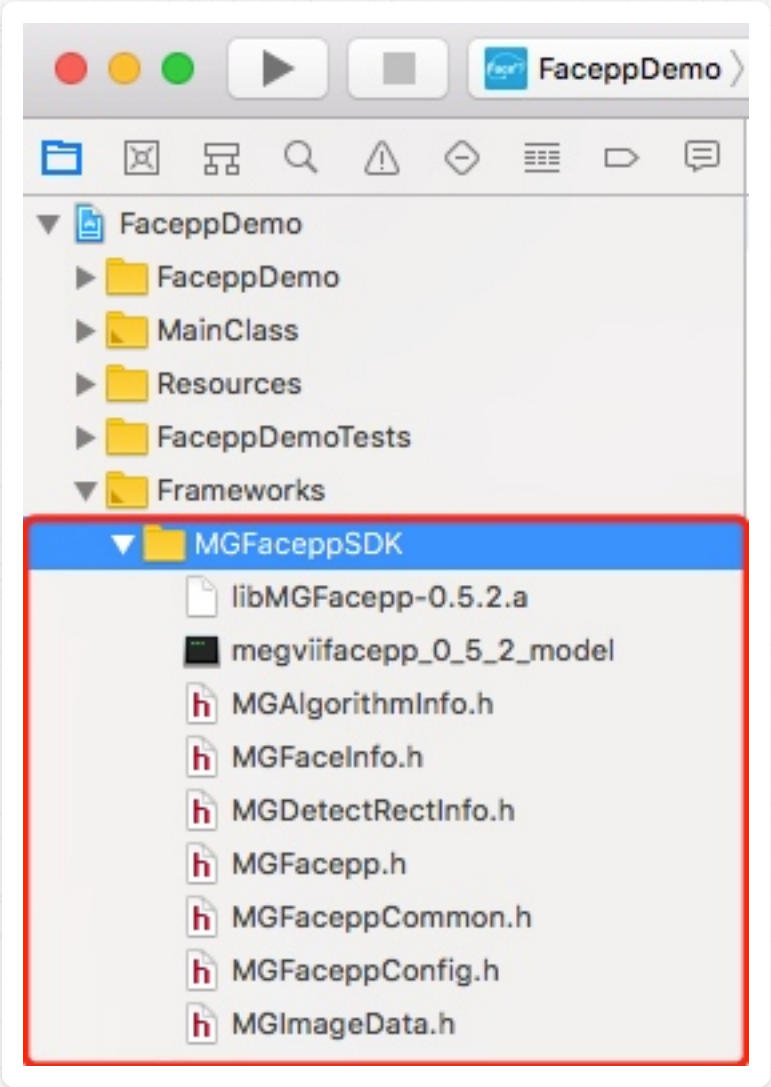 FaceppDemo
FaceppDemo
FaceppDemo
MainClass
Resources
FaceppDemoTests
Frameworks
MGFaceppSDK
libMGFacepp-0.5.2.a
megviifacepp_0_5_2_model
h MGAlgorithmInfo.h
h MGFaceInfo.h
h MGDetectRectInfo.h
h MGFacepp.h
h MGFaceppCommon.h
h MGFaceppConfig.h
h MGImageData.h